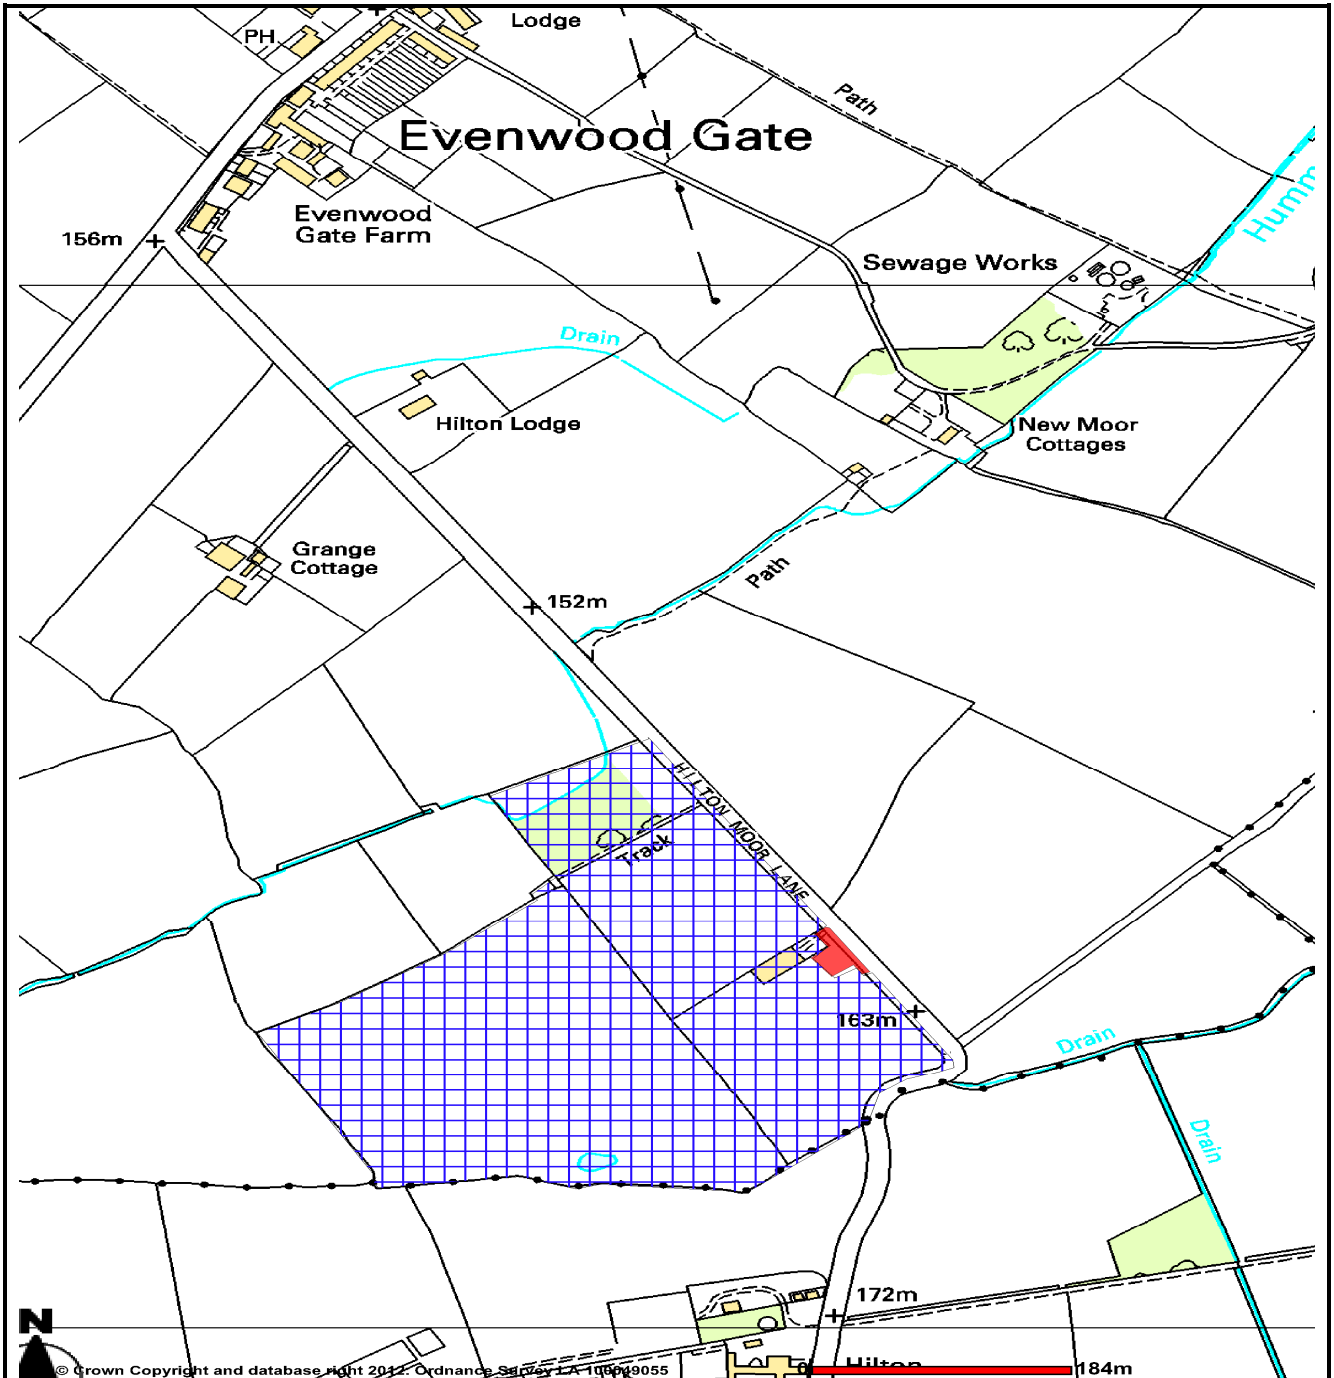 Lodge
PH
Path
Evenwood Gate
Humm
Evenwood
Gate Farm
156m
Sewage Works
Drain
Hilton Lodge
New Moor
Cottages
Grange
Cottage
Path
152m
HILTON MOOR LANE
Track
163m
Drain
Drain
172m
N
Hilton
© Crown Copyright and database right 2012. Ordnance Survey LA 100049055
0
184m